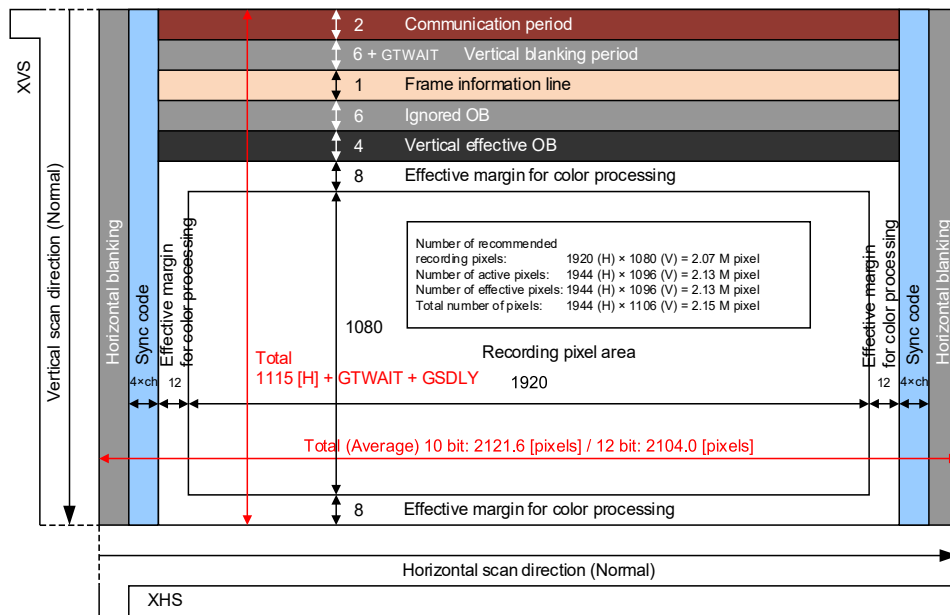 XVS
2 Communication period
6 + GTWAIT Vertical blanking period
1 Frame information line
6 Ignored OB
4 Vertical effective OB
8 Effective margin for color processing
Vertical scan direction (Normal)
Horizontal blanking
Sync code
Effective margin
for color processing
Number of recommended
recording pixels: 1920 (H) × 1080 (V) = 2.07 M pixel
Number of active pixels: 1944 (H) × 1096 (V) = 2.13 M pixel
Number of effective pixels: 1944 (H) × 1096 (V) = 2.13 M pixel
Total number of pixels: 1944 (H) × 1106 (V) = 2.15 M pixel
Effective margin
for color processing
Sync code
Horizontal blanking
1080
Total
1115 [H] + GTWAIT + GSDLY
Recording pixel area
1920
4×ch
12
12
4×ch
Total (Average) 10 bit: 2121.6 [pixels] / 12 bit: 2104.0 [pixels]
8 Effective margin for color processing
Horizontal scan direction (Normal)
XHS